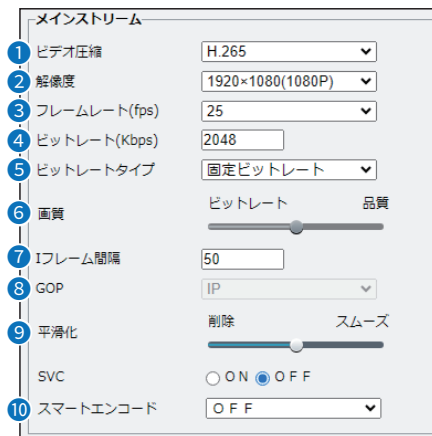 メインストリーム
1 ビデオ圧縮 H.265
2 解像度 1920×1080(1080P)
3 フレームレート(fps) 25
4 ビットレート(Kbps) 2048
5 ビットレートタイプ 固定ビットレート
ビットレート 品質
6 画質
7 Iフレーム間隔 50
8 GOP IP
削除 スムーズ
9 平滑化
SVC ON OFF
10 スマートエンコード OFF